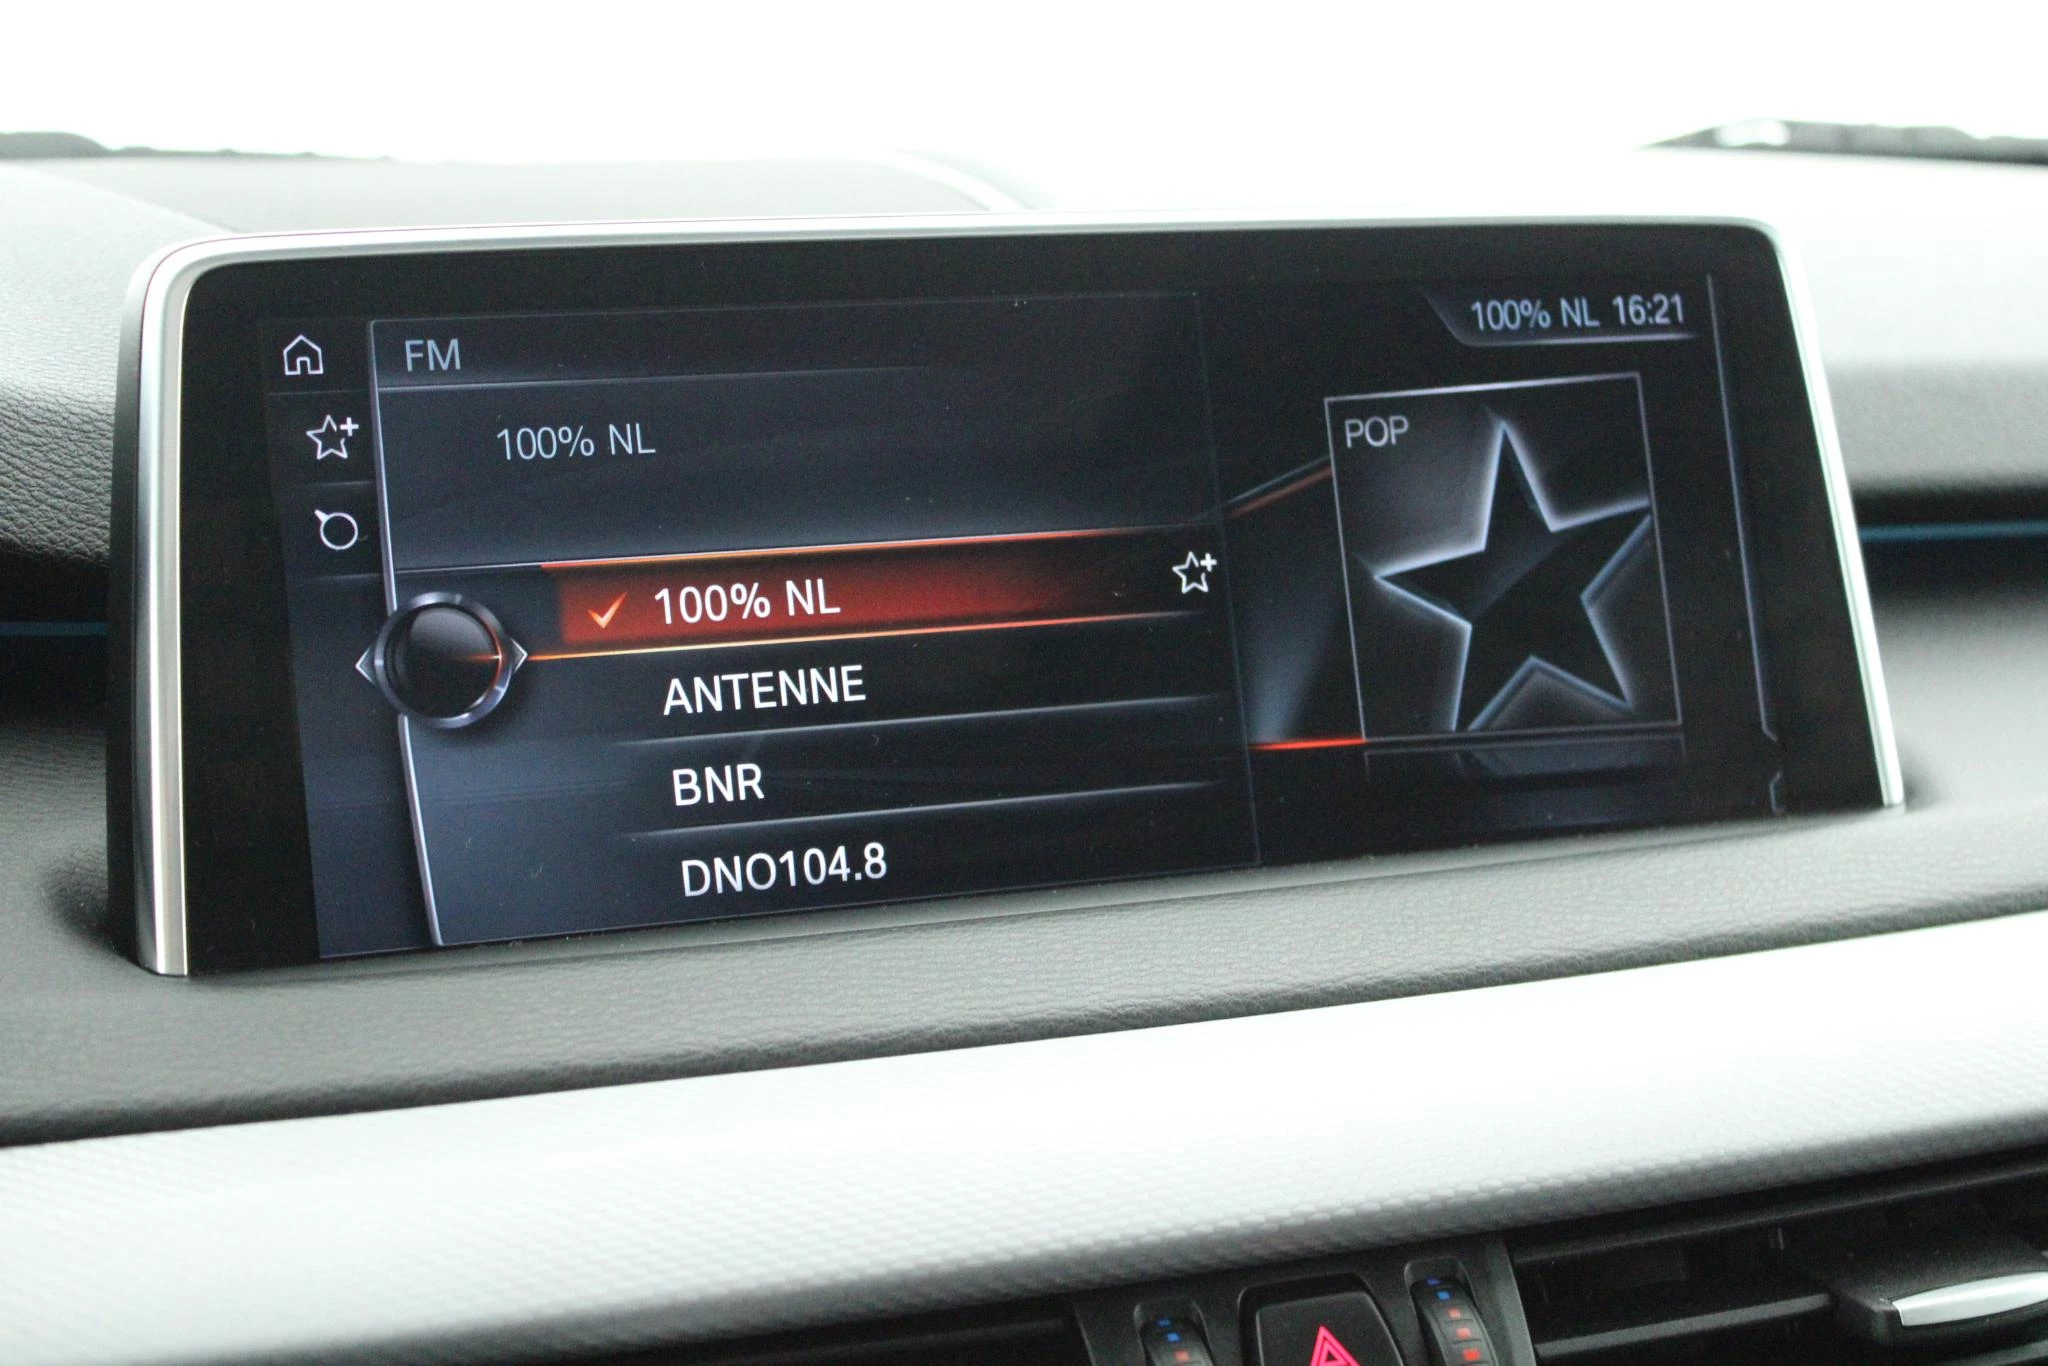 FM
100% NL 16:21
100% NL
POP
100% NL
ANTENNE
BNR
DNO104.8